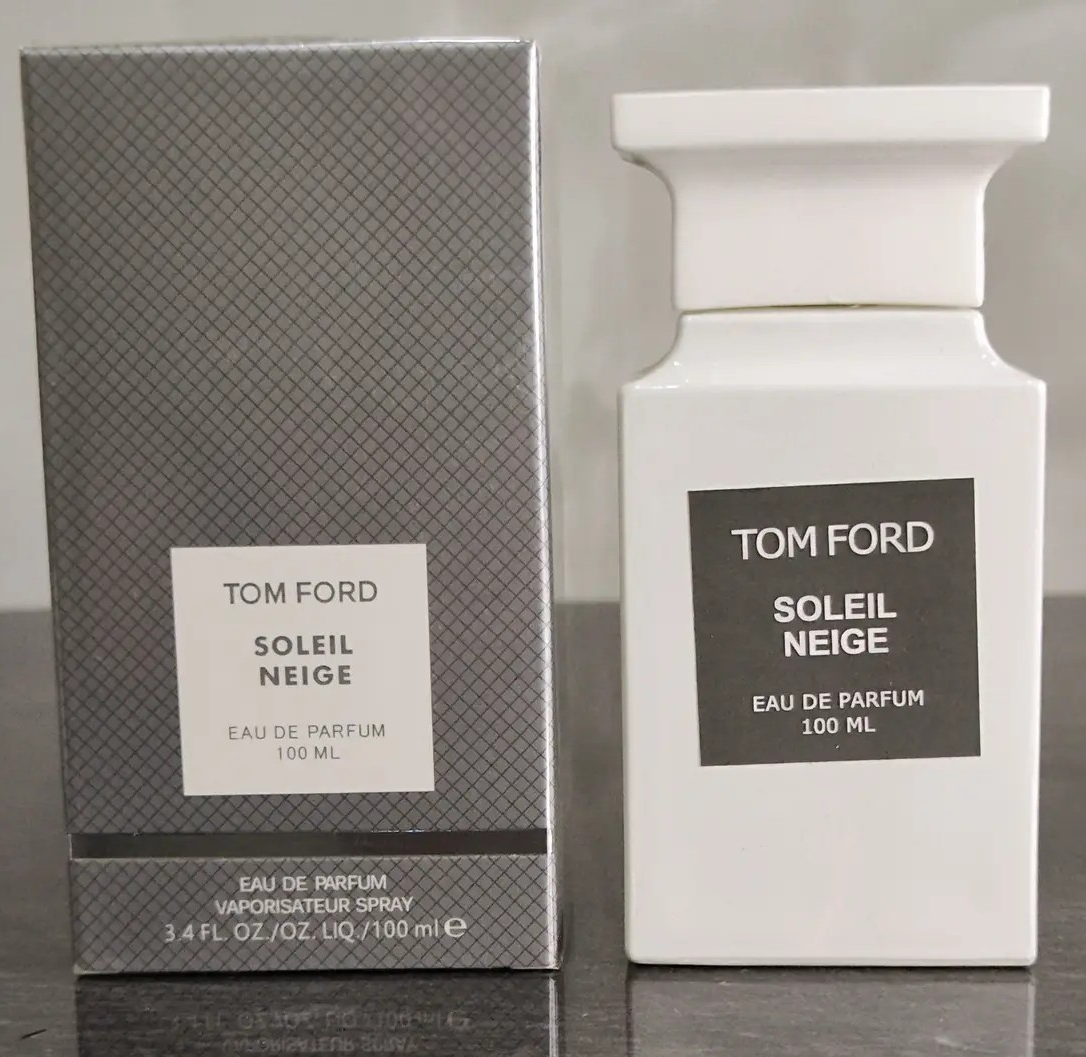 TOM FORD
SOLEIL
NEIGE
EAU DE PARFUM
100 ML
EAU DE PARFUM
VAPORISATEUR SPRAY
3.4 FL. OZ./OZ. LIQ./100 ml ℮
TOM FORD
SOLEIL
NEIGE
EAU DE PARFUM
100 ML